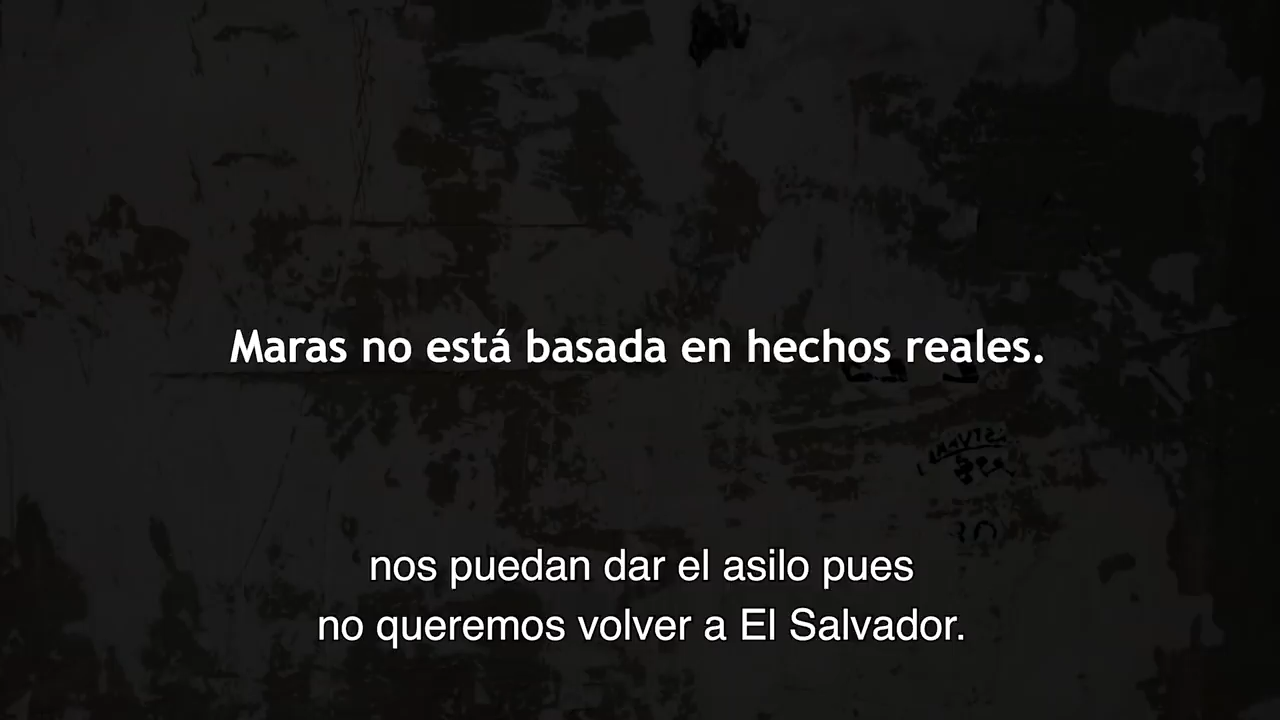 Maras no está basada en hechos reales.
nos puedan dar el asilo pues
no queremos volver a El Salvador.